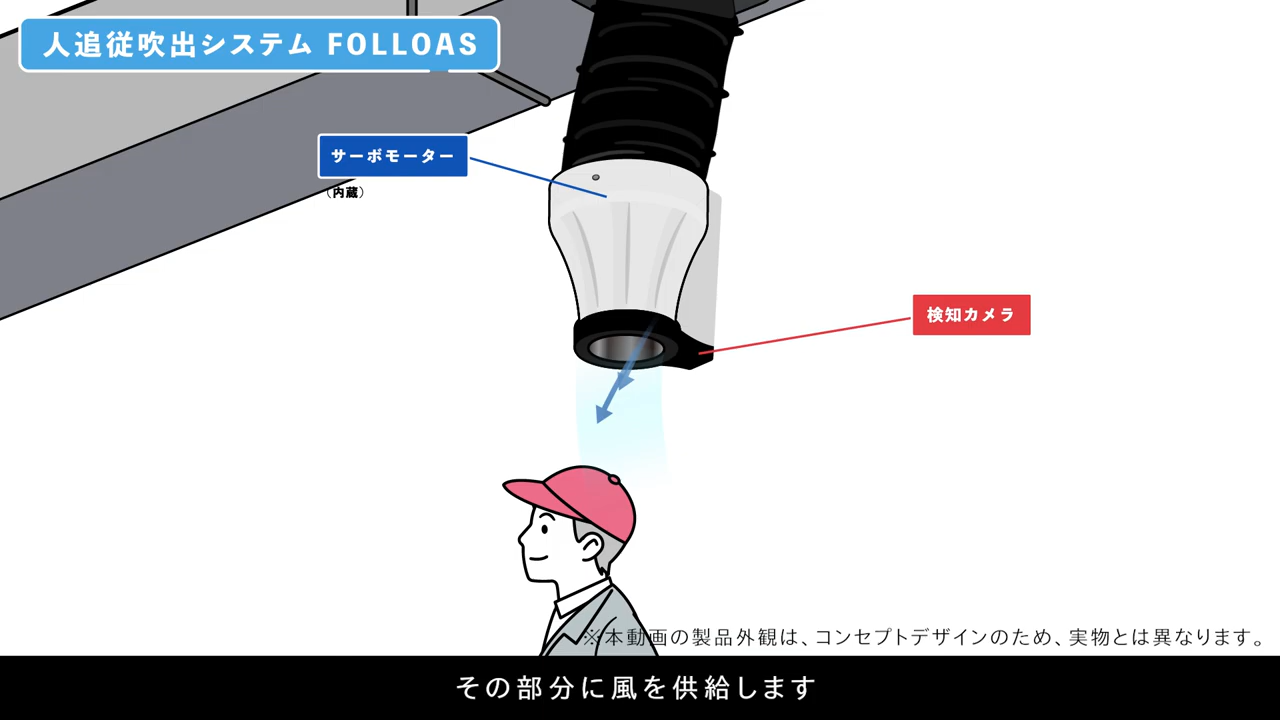 人追従吹出システム FOLLOAS
サーボモーター
（内蔵）
検知カメラ
※本動画の製品外観は、コンセプトデザインのため、実物とは異なります。
その部分に風を供給します